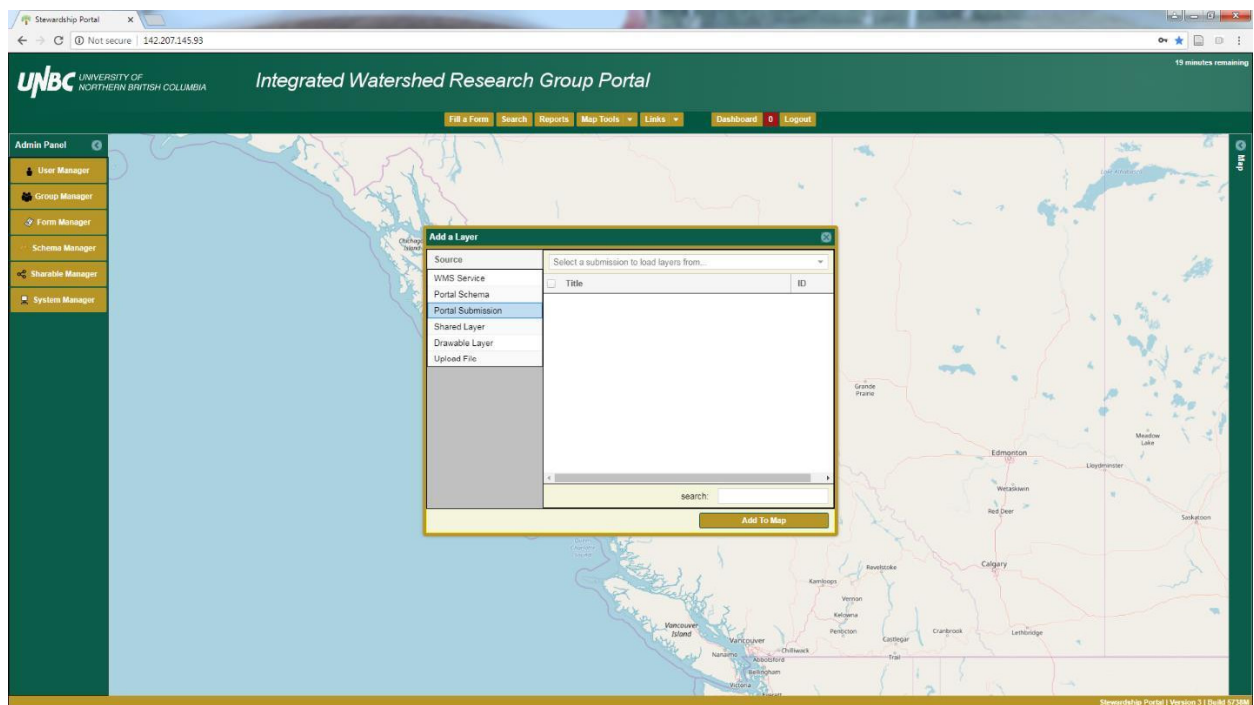 Stewardship Portal
Not secure | 142.207.145.93
19 minutes remaining
UNBC UNIVERSITY OF NORTHERN BRITISH COLUMBIA
Integrated Watershed Research Group Portal
Fill a Form Search Reports Map Tools Links Dashboard 0 Logout
Admin Panel
Map
User Manager
Group Manager
Form Manager
Schema Manager
Sharable Manager
System Manager
Add a Layer
Source
Select a submission to load layers from...
Title ID
WMS Service
Portal Schema
Portal Submission
Shared Layer
Drawable Layer
Upload File
search:
Add To Map
Grande Prairie
Meadow Lake
Edmonton
Lloydminster
Wetaskiwin
Red Deer
Saskatoon
Calgary
Revelstoke
Kamloops
Vernon
Kelowna
Penticton
Castlegar
Cranbrook
Lethbridge
Trail
Vancouver Island
Vancouver
Chilliwack
Nanaimo
Abbotsford
Bellingham
Victoria
Everett
Stewardship Portal | Version 3 | Build 5738M